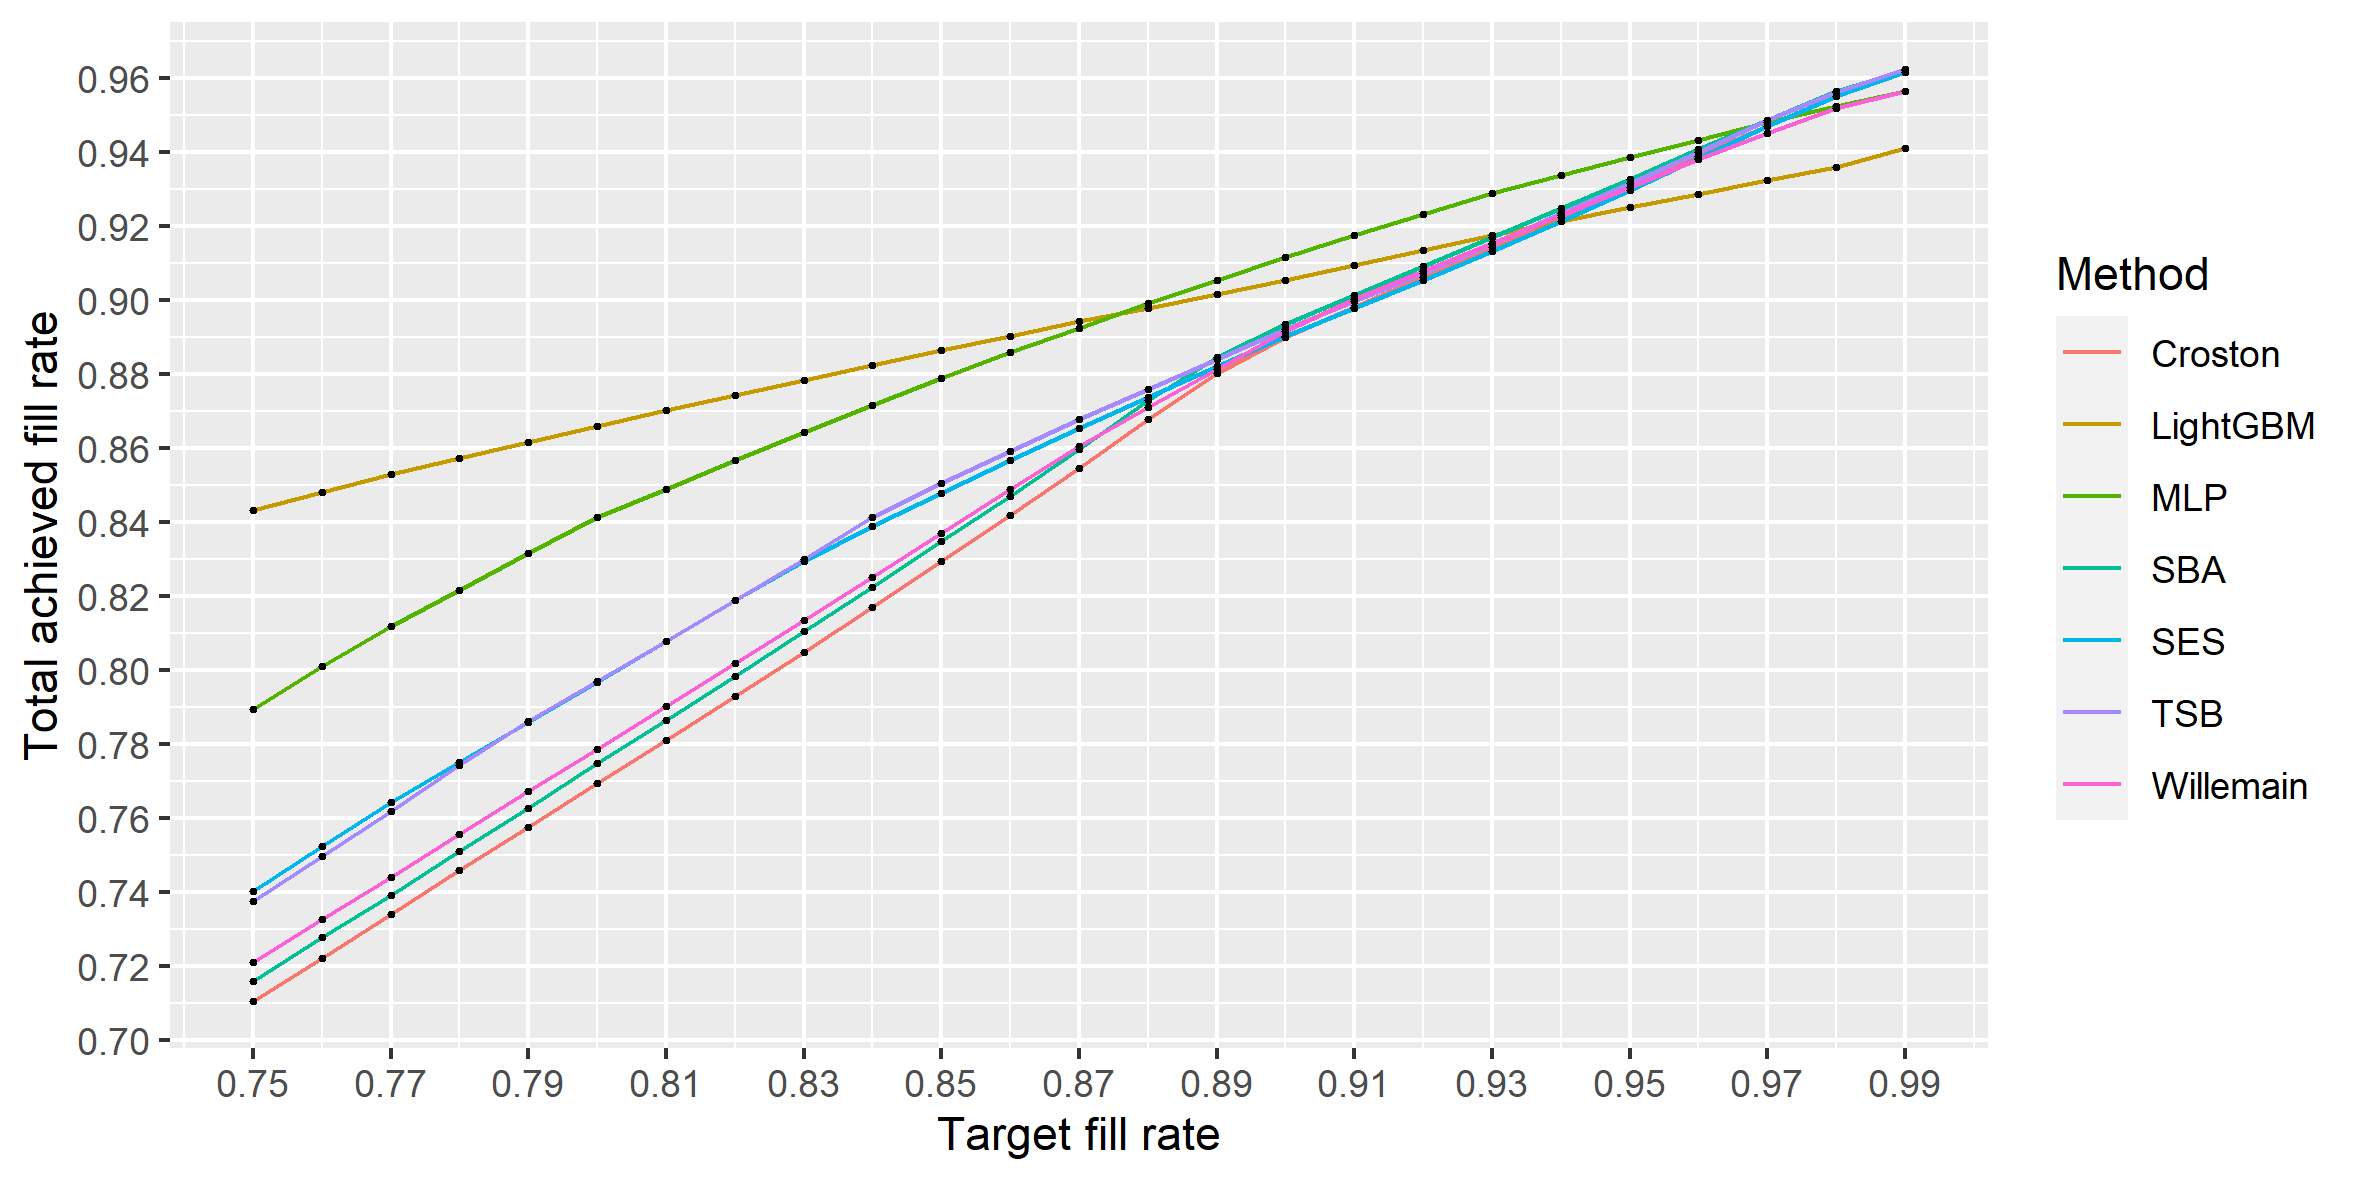 0.96
0.94
0.92
0.90
0.88
0.86
0.84
0.82
0.80
0.78
0.76
0.74
0.72
0.70
Total achieved fill rate
0.75 0.77 0.79 0.81 0.83 0.85 0.87 0.89 0.91 0.93 0.95 0.97 0.99
Target fill rate
Method
Croston
LightGBM
MLP
SBA
SES
TSB
Willemain